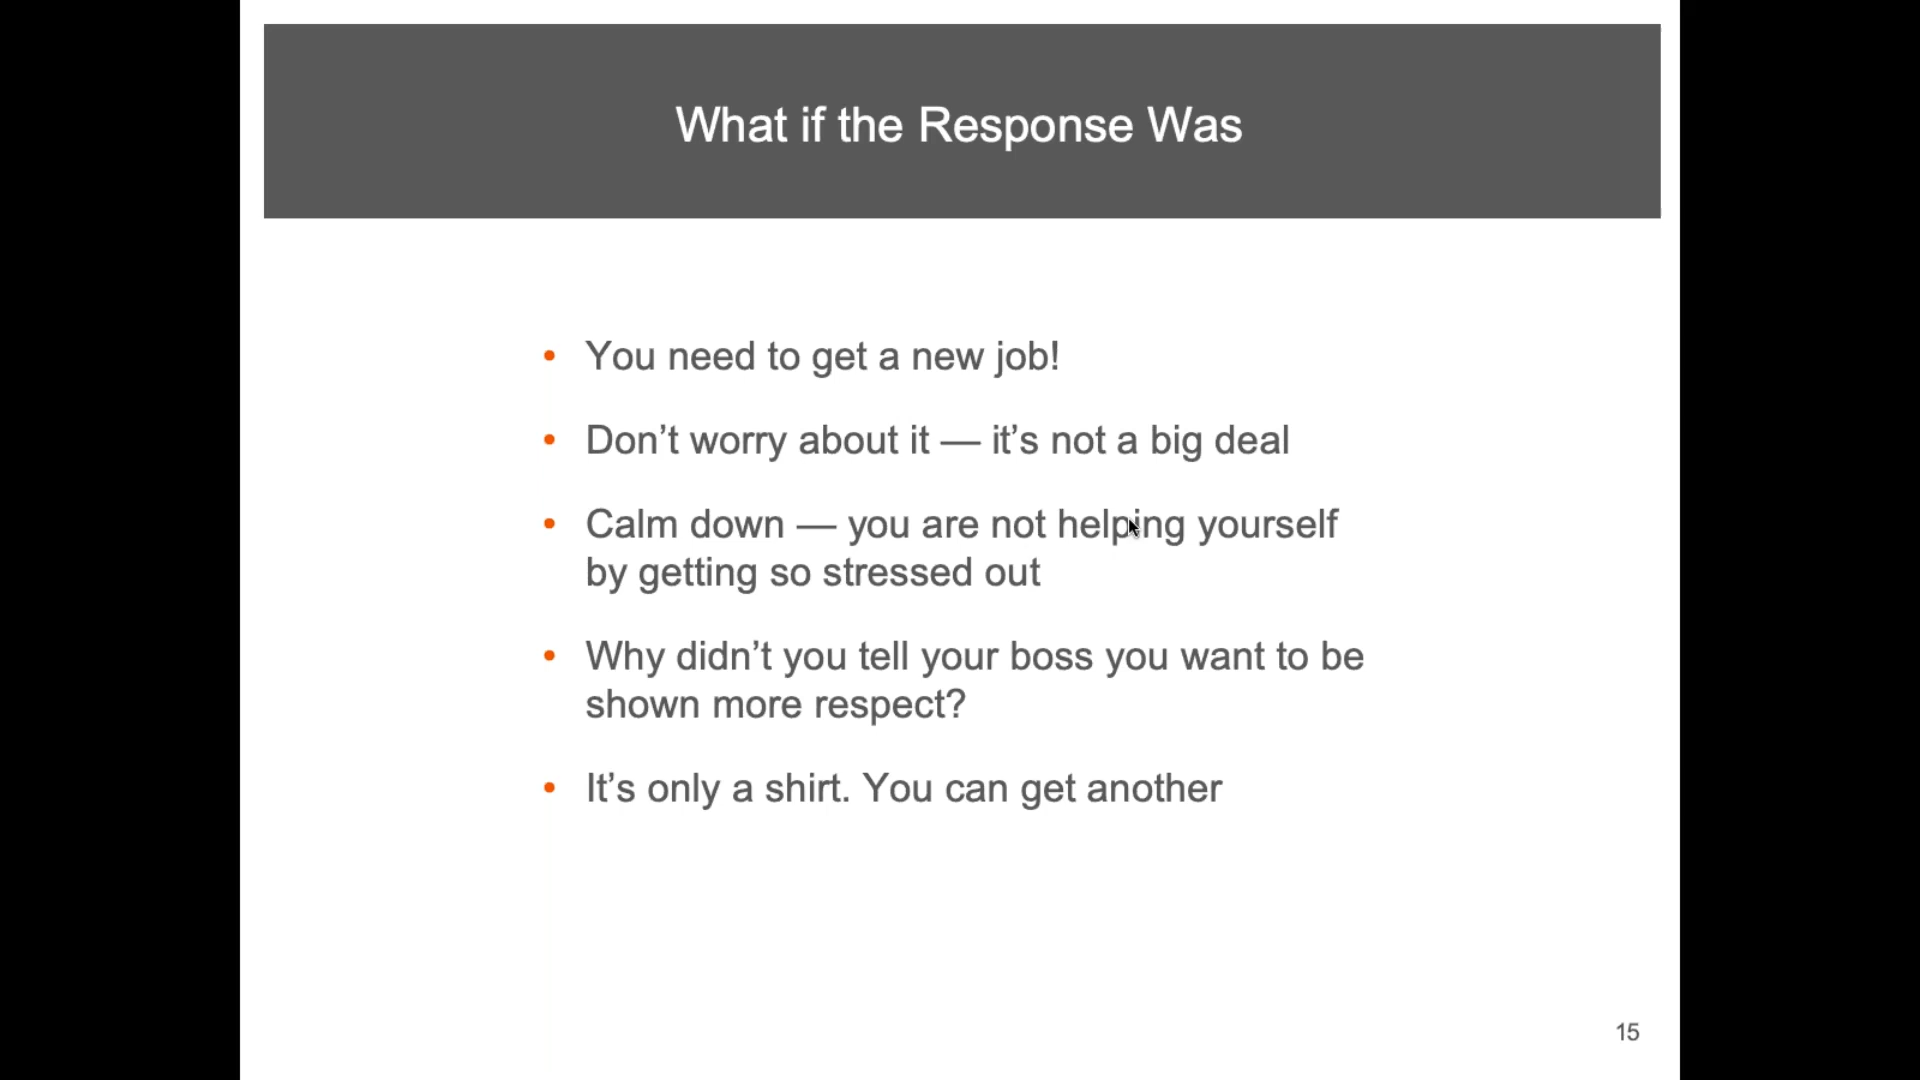 What if the Response Was
• You need to get a new job!
• Don’t worry about it — it’s not a big deal
• Calm down — you are not helping yourself
by getting so stressed out
• Why didn’t you tell your boss you want to be
shown more respect?
• It’s only a shirt. You can get another
15